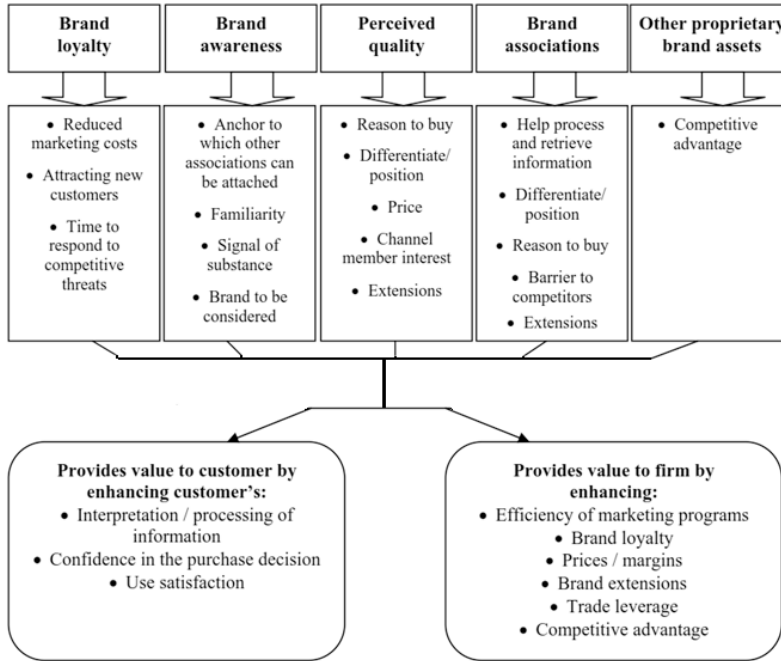 Brand
loyalty
Brand
awareness
Perceived
quality
Brand
associations
Other proprietary
brand assets
• Reduced
marketing costs
• Attracting new
customers
• Time to
respond to
competitive
threats
• Anchor to
which other
associations can
be attached
• Familiarity
• Signal of
substance
• Brand to be
considered
• Reason to buy
• Differentiate/
position
• Price
• Channel
member interest
• Extensions
• Help process
and retrieve
information
• Differentiate/
position
• Reason to buy
• Barrier to
competitors
• Extensions
• Competitive
advantage
Provides value to customer by
enhancing customer’s:
• Interpretation / processing of
information
• Confidence in the purchase decision
• Use satisfaction
Provides value to firm by
enhancing:
• Efficiency of marketing programs
• Brand loyalty
• Prices / margins
• Brand extensions
• Trade leverage
• Competitive advantage